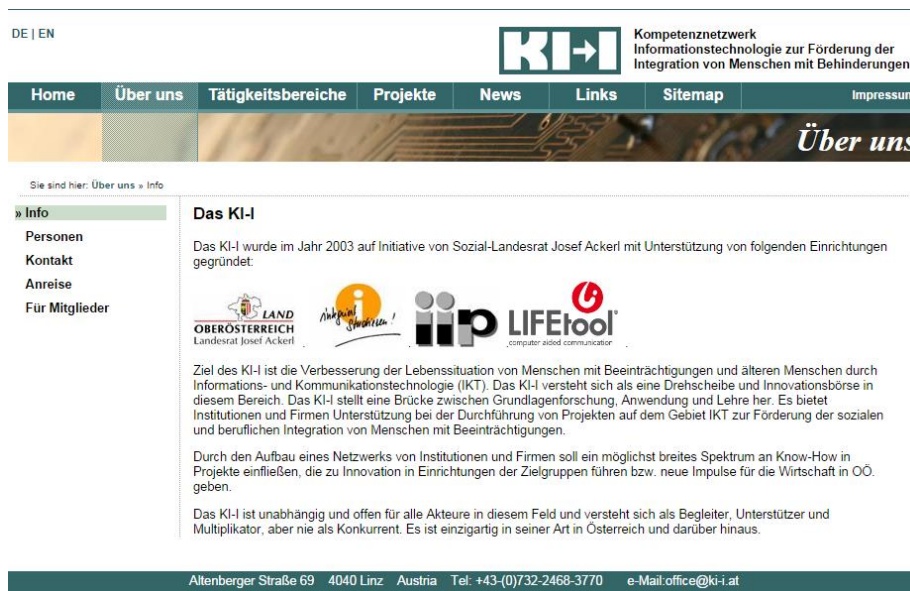 DE | EN
KI→I
Kompetenznetzwerk
Informationstechnologie zur Förderung der
Integration von Menschen mit Behinderungen
Home Über uns Tätigkeitsbereiche Projekte News Links Sitemap Impressum
Über uns
Sie sind hier: Über uns » Info
» Info
Personen
Kontakt
Anreise
Für Mitglieder
Das KI-I
Das KI-I wurde im Jahr 2003 auf Initiative von Sozial-Landesrat Josef Ackerl mit Unterstützung von folgenden Einrichtungen
gegründet:
LAND
OBERÖSTERREICH
Landesrat Josef Ackerl
i
integriert
studieren!
iip
LIFEtool
computer aided communication
Ziel des KI-I ist die Verbesserung der Lebenssituation von Menschen mit Beeinträchtigungen und älteren Menschen durch
Informations- und Kommunikationstechnologie (IKT). Das KI-I versteht sich als eine Drehscheibe und Innovationsbörse in
diesem Bereich. Das KI-I stellt eine Brücke zwischen Grundlagenforschung, Anwendung und Lehre her. Es bietet
Institutionen und Firmen Unterstützung bei der Durchführung von Projekten auf dem Gebiet IKT zur Förderung der sozialen
und beruflichen Integration von Menschen mit Beeinträchtigungen.
Durch den Aufbau eines Netzwerks von Institutionen und Firmen soll ein möglichst breites Spektrum an Know-How in
Projekte einfließen, die zu Innovation in Einrichtungen der Zielgruppen führen bzw. neue Impulse für die Wirtschaft in OÖ.
geben.
Das KI-I ist unabhängig und offen für alle Akteure in diesem Feld und versteht sich als Begleiter, Unterstützer und
Multiplikator, aber nie als Konkurrent. Es ist einzigartig in seiner Art in Österreich und darüber hinaus.
Altenberger Straße 69 4040 Linz Austria Tel: +43-(0)732-2468-3770 e-Mail:office@ki-i.at